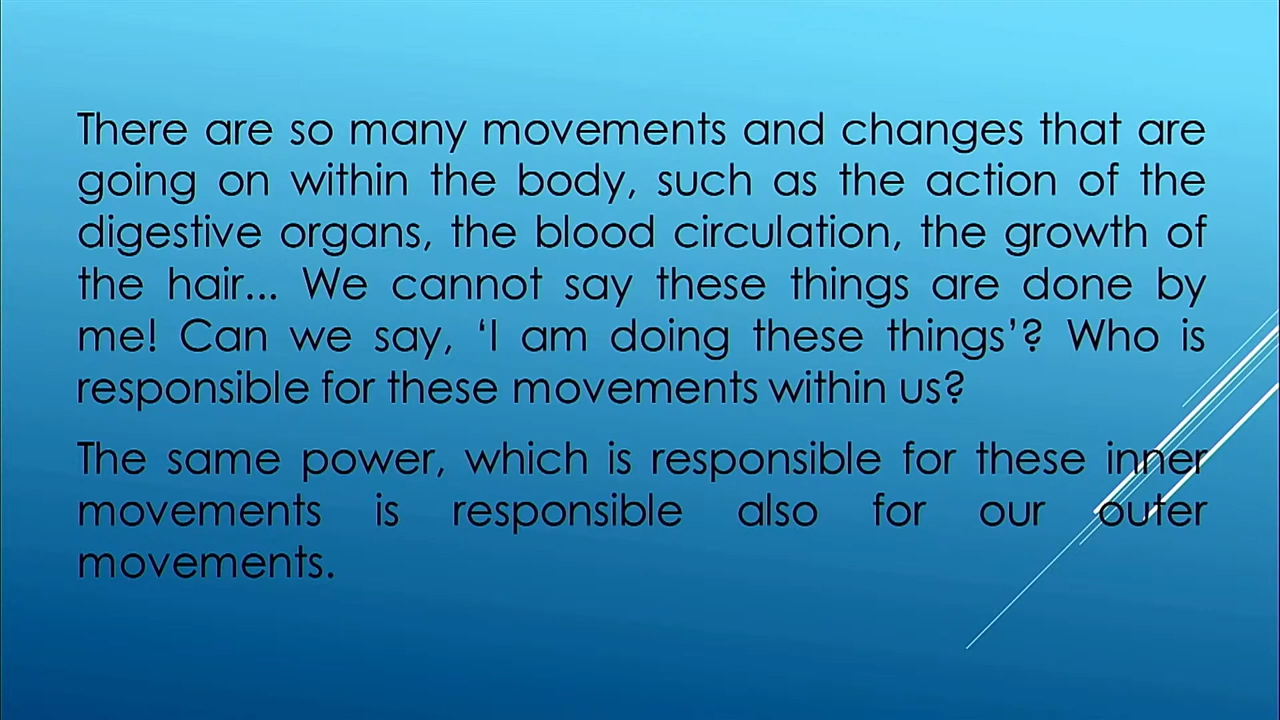 There are so many movements and changes that are
going on within the body, such as the action of the
digestive organs, the blood circulation, the growth of
the hair... We cannot say these things are done by
me! Can we say, ‘I am doing these things’? Who is
responsible for these movements within us?
The same power, which is responsible for these inner
movements is responsible also for our outer
movements.